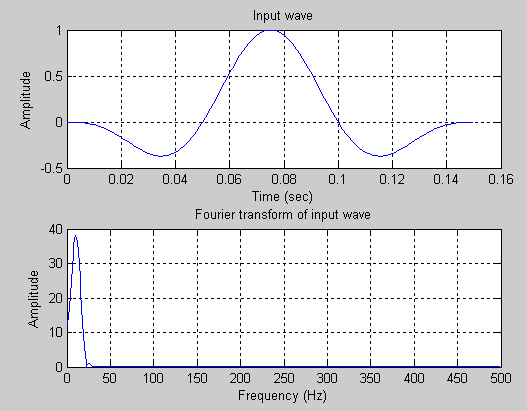 Input wave
1
0.5
0
-0.5
Amplitude
0 0.02 0.04 0.06 0.08 0.1 0.12 0.14 0.16
Time (sec)
Fourier transform of input wave
40
30
20
10
0
Amplitude
0 50 100 150 200 250 300 350 400 450 500
Frequency (Hz)